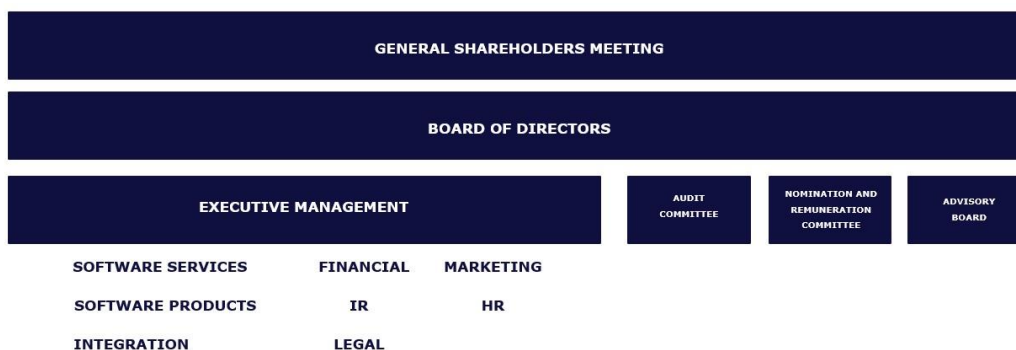 GENERAL SHAREHOLDERS MEETING
BOARD OF DIRECTORS
EXECUTIVE MANAGEMENT
AUDIT
COMMITTEE
NOMINATION AND
REMUNERATION
COMMITTEE
ADVISORY
BOARD
SOFTWARE SERVICES FINANCIAL MARKETING
SOFTWARE PRODUCTS IR HR
INTEGRATION LEGAL